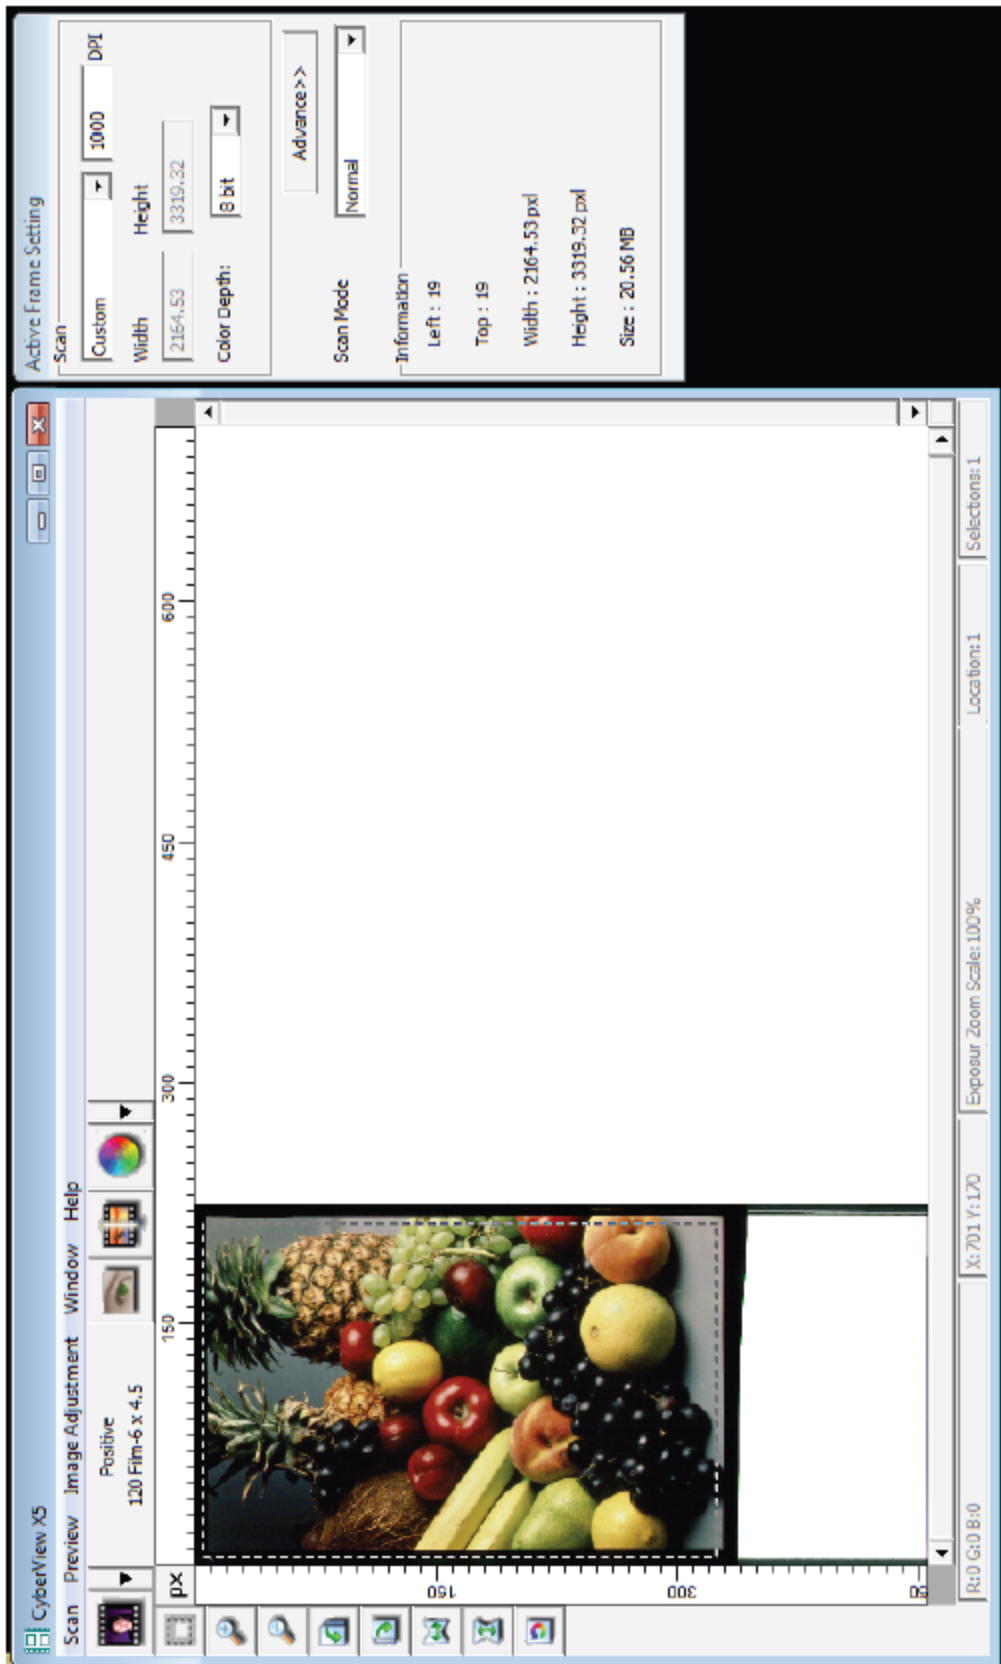 CyberView X5
Scan Preview Image Adjustment Window Help
Positive
120 Film-6 x 4.5
px
150
300
450
600
150
300
R:0 G:0 B:0
X:701 Y:170
Exposur Zoom Scale: 100%
Location:1
Selections:1
Active Frame Setting
Scan
Custom
1000 DPI
Width Height
2164.53 3319.32
Color Depth: 8 bit
Advance>>
Scan Mode Normal
Information
Left : 19
Top : 19
Width : 2164.53 pxl
Height : 3319.32 pxl
Size : 20.56 MB